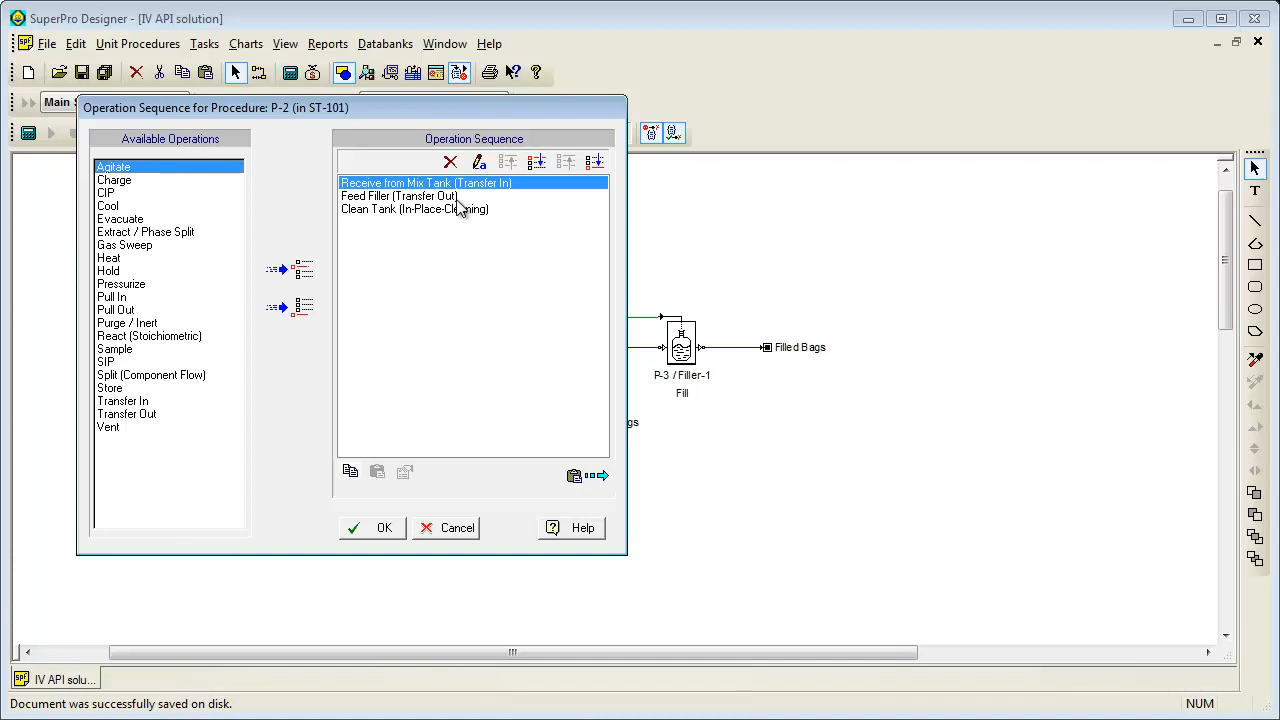 SuperPro Designer - [IV API solution]
File Edit Unit Procedures Tasks Charts View Reports Databanks Window Help
Main
Operation Sequence for Procedure: P-2 (in ST-101)
Available Operations
Agitate
Charge
CIP
Cool
Evacuate
Extract / Phase Split
Gas Sweep
Heat
Hold
Pressurize
Pull In
Pull Out
Purge / Inert
React (Stoichiometric)
Sample
SIP
Split (Component Flow)
Store
Transfer In
Transfer Out
Vent
Operation Sequence
Receive from Mix Tank (Transfer In)
Feed Filler (Transfer Out)
Clean Tank (In-Place-Cleaning)
OK Cancel Help
Filled Bags
P-3 / Filler-1
Fill
gs
IV API solu...
Document was successfully saved on disk. NUM